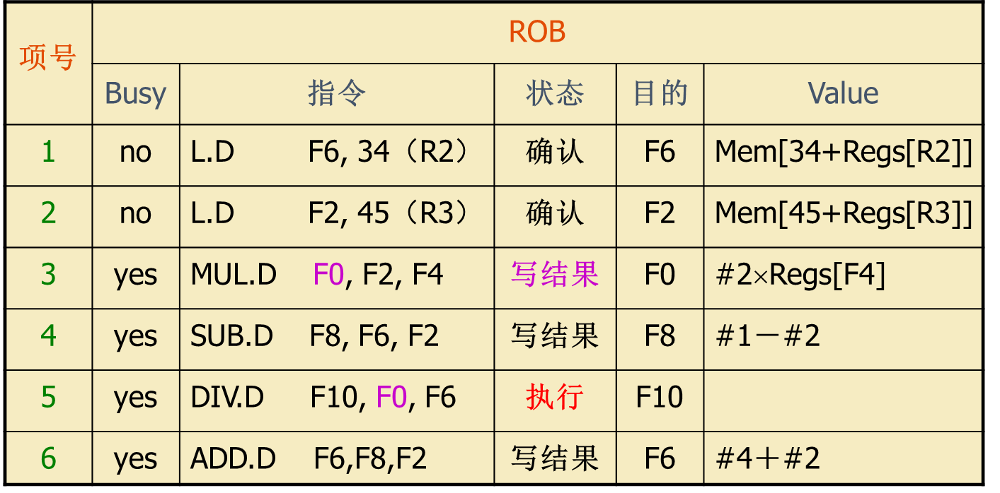 项号 ROB
Busy 指令 状态 目的 Value
1 no L.D F6, 34（R2） 确认 F6 Mem[34+Regs[R2]]
2 no L.D F2, 45（R3） 确认 F2 Mem[45+Regs[R3]]
3 yes MUL.D F0, F2, F4 写结果 F0 #2×Regs[F4]
4 yes SUB.D F8, F6, F2 写结果 F8 #1－#2
5 yes DIV.D F10, F0, F6 执行 F10
6 yes ADD.D F6,F8,F2 写结果 F6 #4＋#2